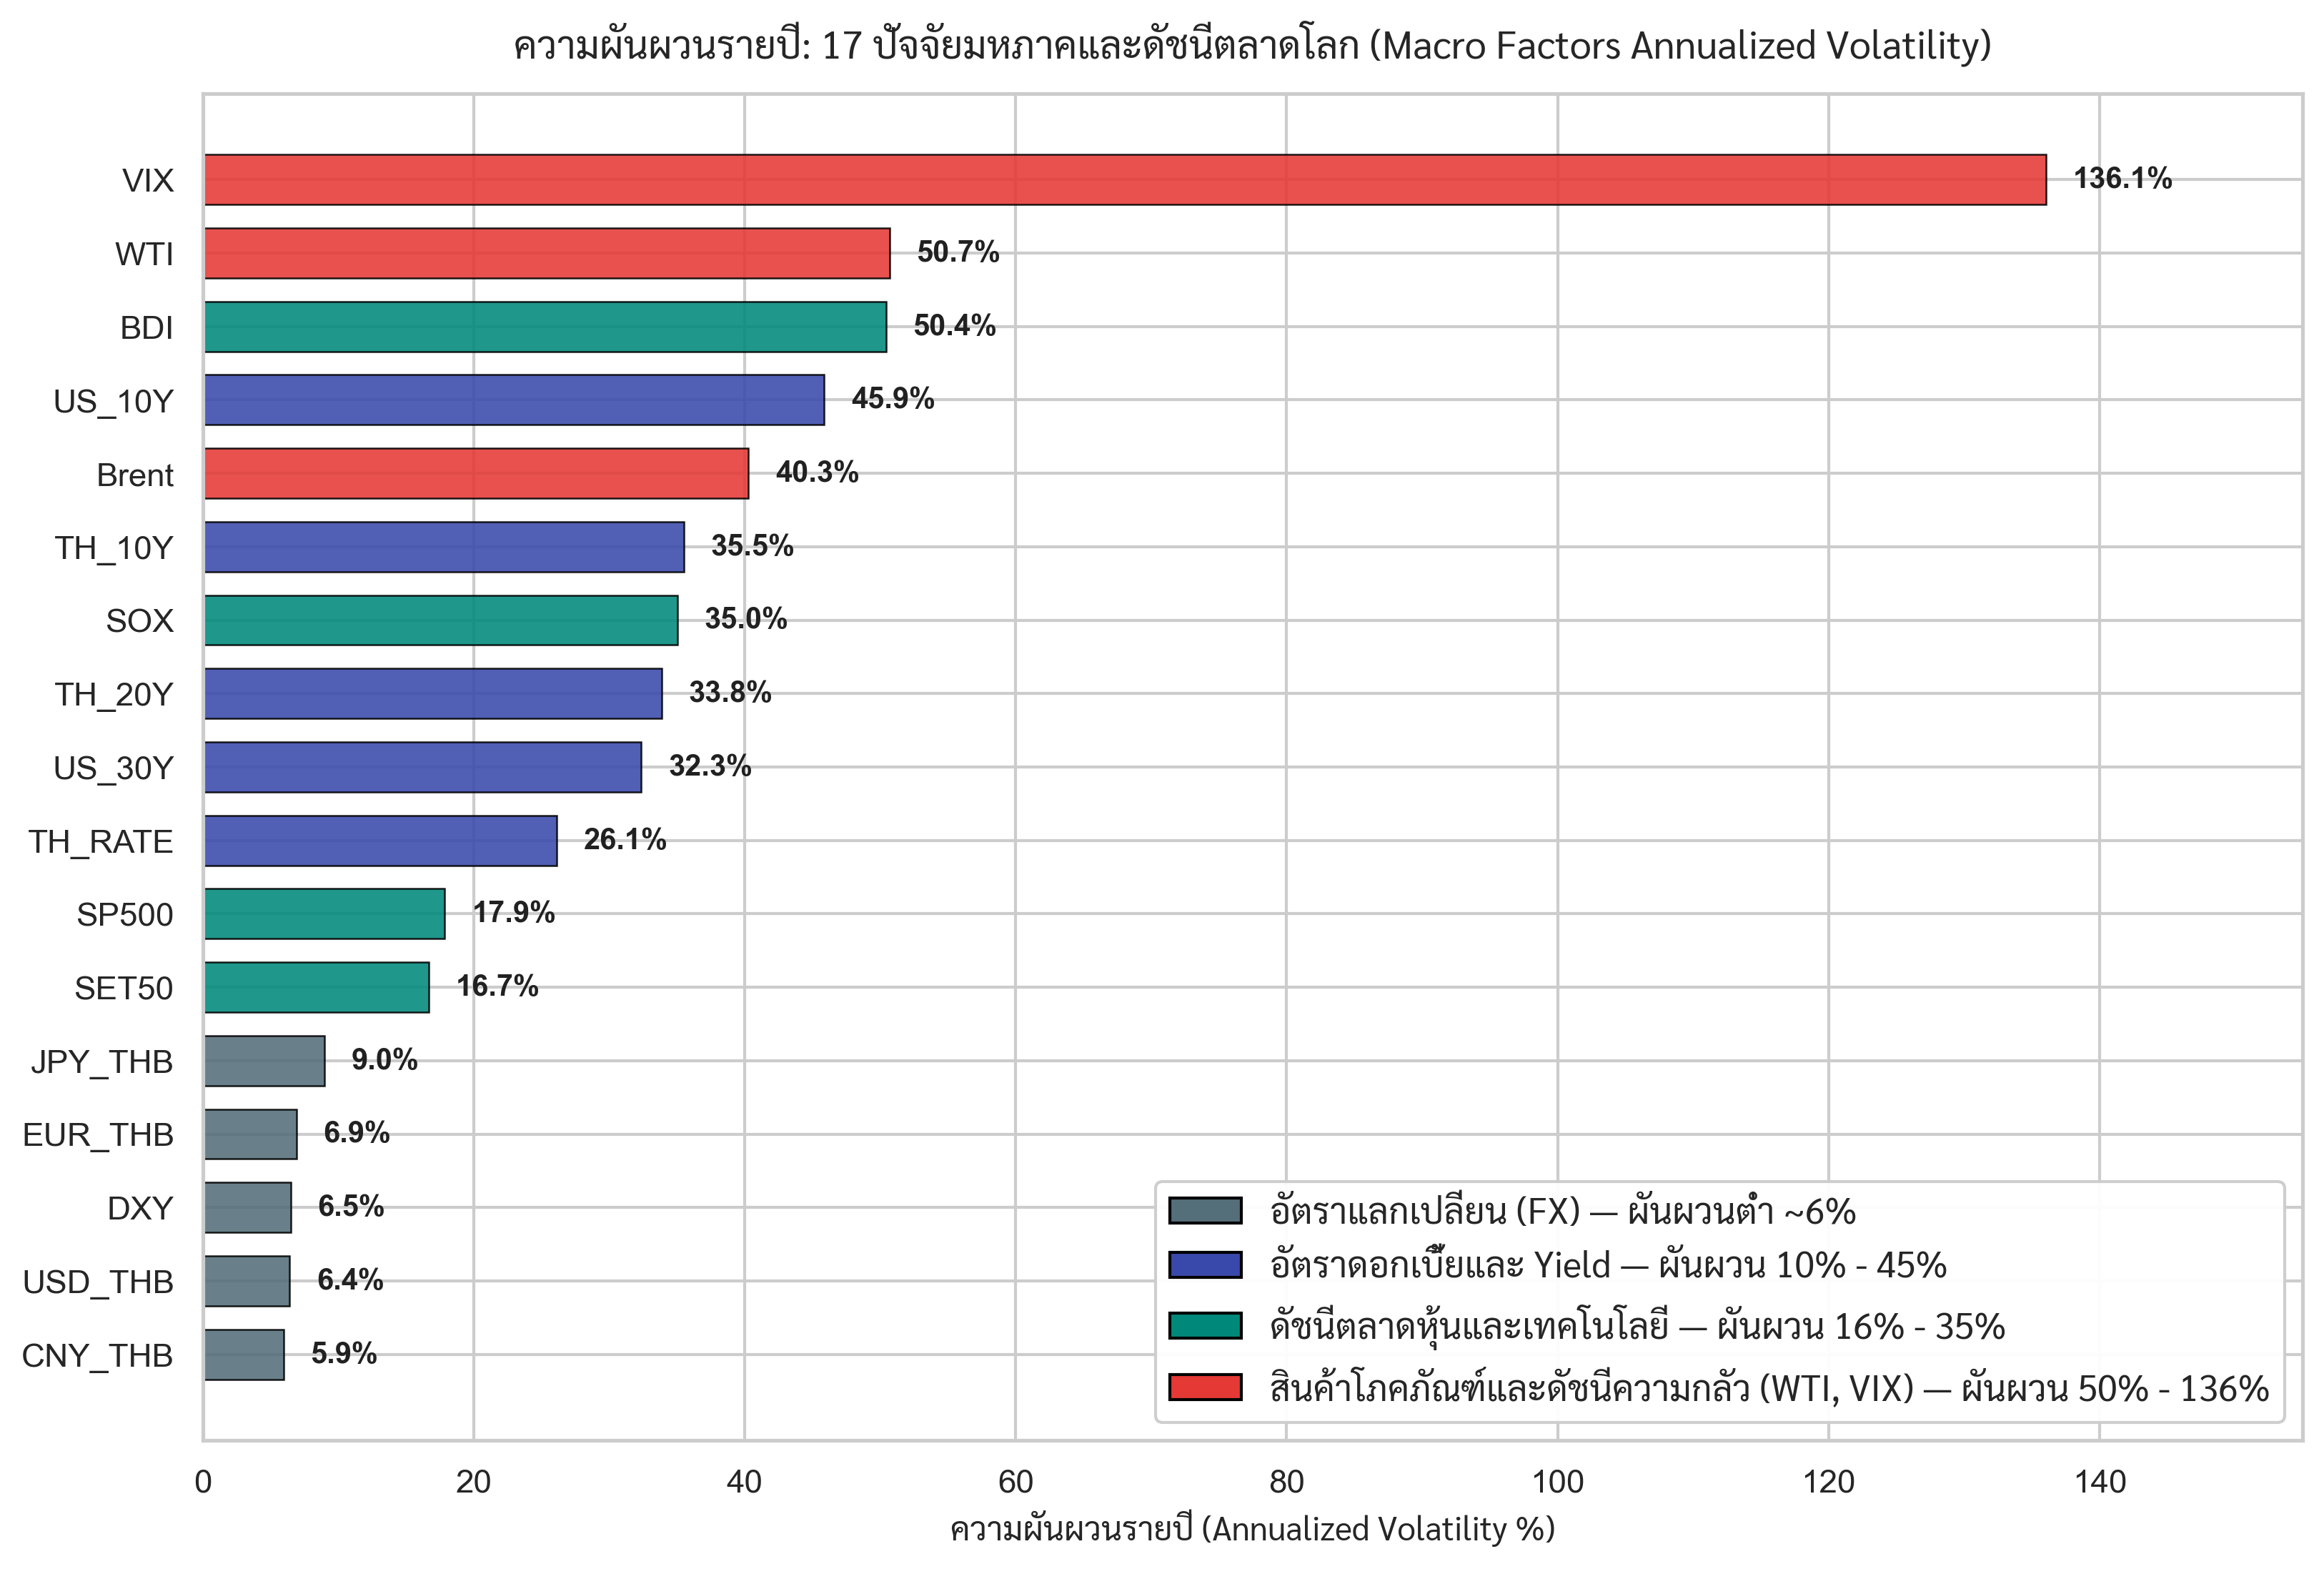 ความผันผวนรายปี: 17 ปัจจัยมหภาคและดัชนีตลาดโลก (Macro Factors Annualized Volatility)
VIX 136.1%
WTI 50.7%
BDI 50.4%
US_10Y 45.9%
Brent 40.3%
TH_10Y 35.5%
SOX 35.0%
TH_20Y 33.8%
US_30Y 32.3%
TH_RATE 26.1%
SP500 17.9%
SET50 16.7%
JPY_THB 9.0%
EUR_THB 6.9%
DXY 6.5%
USD_THB 6.4%
CNY_THB 5.9%
อัตราแลกเปลี่ยน (FX) — ผันผวนต่ำ ~6%
อัตราดอกเบี้ยและ Yield — ผันผวน 10% - 45%
ดัชนีตลาดหุ้นและเทคโนโลยี — ผันผวน 16% - 35%
สินค้าโภคภัณฑ์และดัชนีความกลัว (WTI, VIX) — ผันผวน 50% - 136%
0 20 40 60 80 100 120 140
ความผันผวนรายปี (Annualized Volatility %)